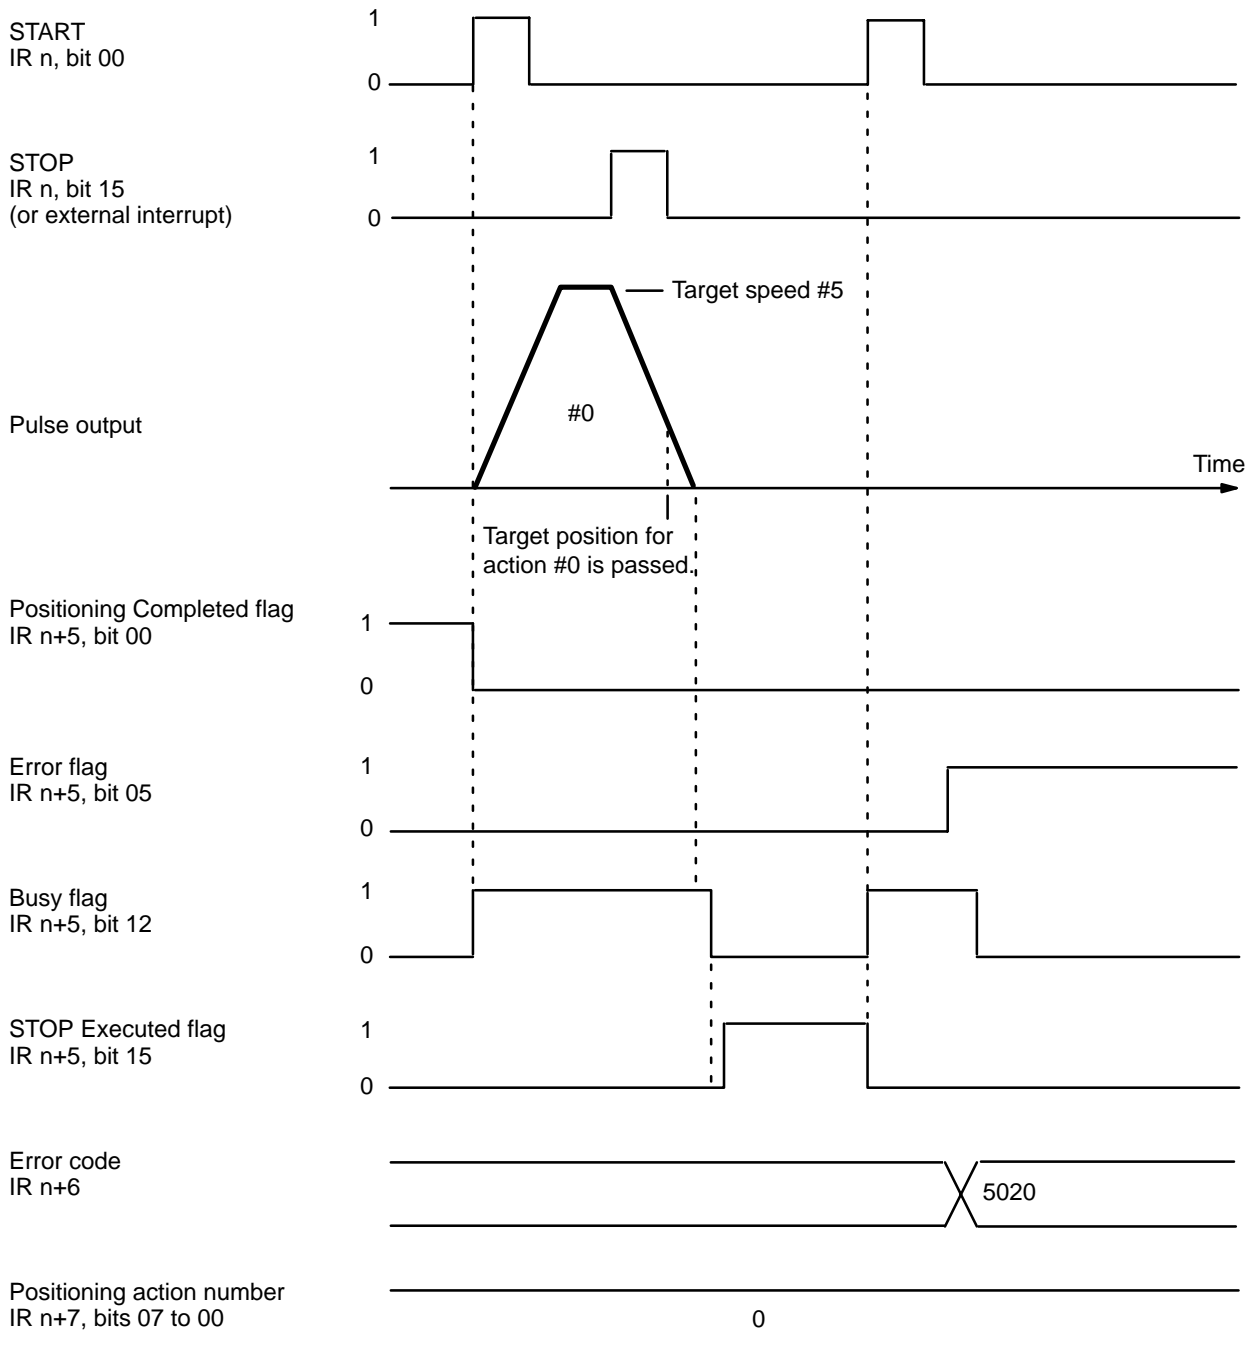 START
IR n, bit 00
1
0
STOP
IR n, bit 15
(or external interrupt)
1
0
Target speed #5
#0
Pulse output
Time
Target position for
action #0 is passed.
Positioning Completed flag
IR n+5, bit 00
1
0
Error flag
IR n+5, bit 05
1
0
Busy flag
IR n+5, bit 12
1
0
STOP Executed flag
IR n+5, bit 15
1
0
Error code
IR n+6
5020
Positioning action number
IR n+7, bits 07 to 00
0